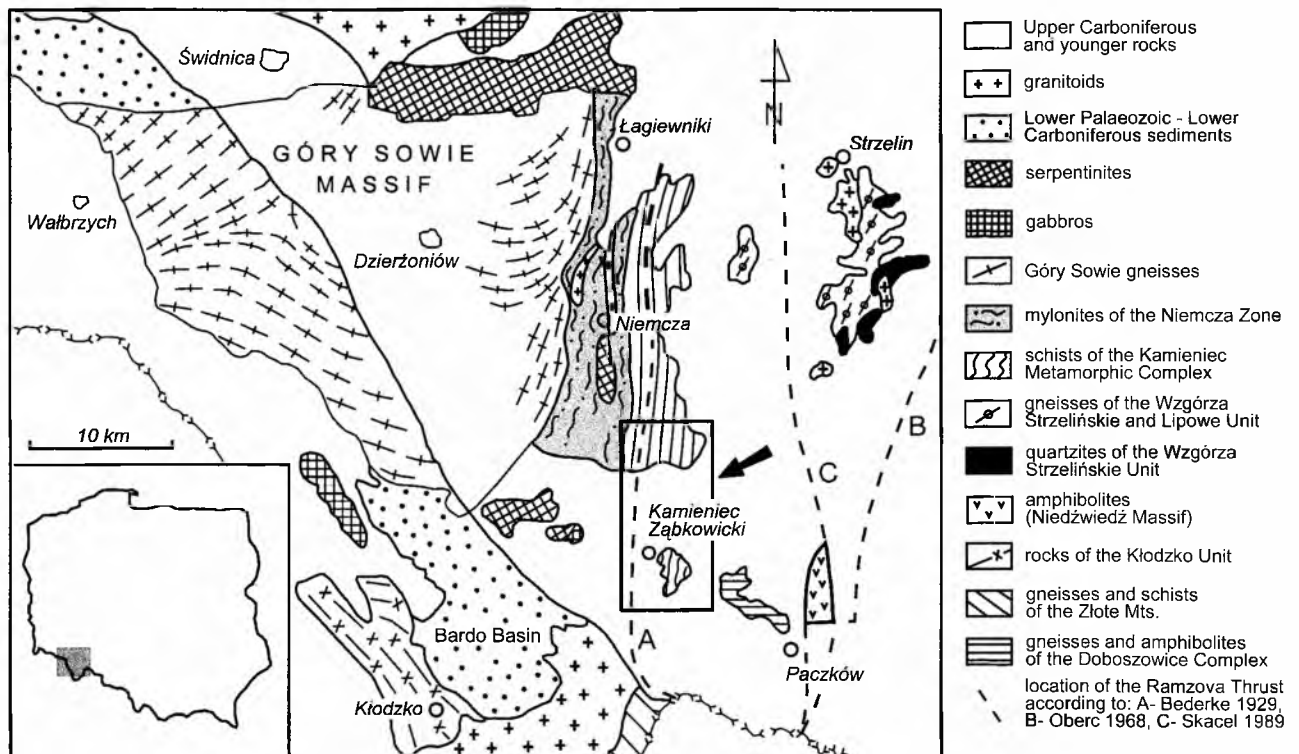 Świdnica
GÓRY SOWIE
MASSIF
Wałbrzych
Dzierżoniów
Łagiewniki
N
Strzelin
Niemcza
10 km
B
C
Kamieniec
Ząbkowicki
Bardo Basin
A
Paczków
Kłodzko
Upper Carboniferous
and younger rocks
granitoids
Lower Palaeozoic - Lower
Carboniferous sediments
serpentinites
gabbros
Góry Sowie gneisses
mylonites of the Niemcza Zone
schists of the Kamieniec
Metamorphic Complex
gneisses of the Wzgórza
Strzelińskie and Lipowe Unit
quartzites of the Wzgórza
Strzelińskie Unit
amphibolites
(Niedźwiedź Massif)
rocks of the Kłodzko Unit
gneisses and schists
of the Złote Mts.
gneisses and amphibolites
of the Doboszowice Complex
location of the Ramzova Thrust
according to: A- Bederke 1929,
B- Oberc 1968, C- Skacel 1989